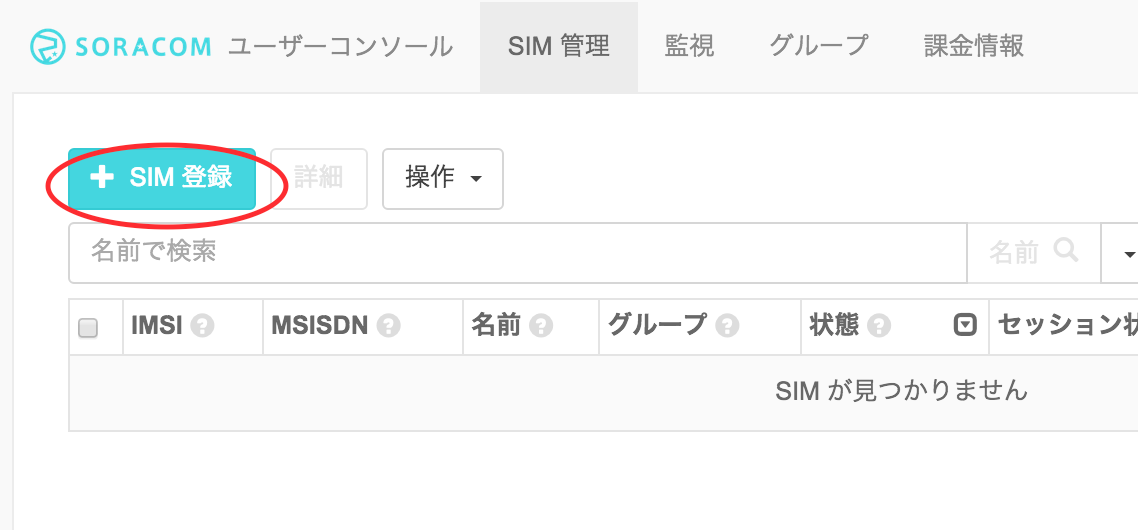 SORACOM ユーザーコンソール SIM 管理 監視 グループ 課金情報
SIM 登録 詳細 操作
名前で検索 名前
IMSI MSISDN 名前 グループ 状態 セッション状
SIM が見つかりません